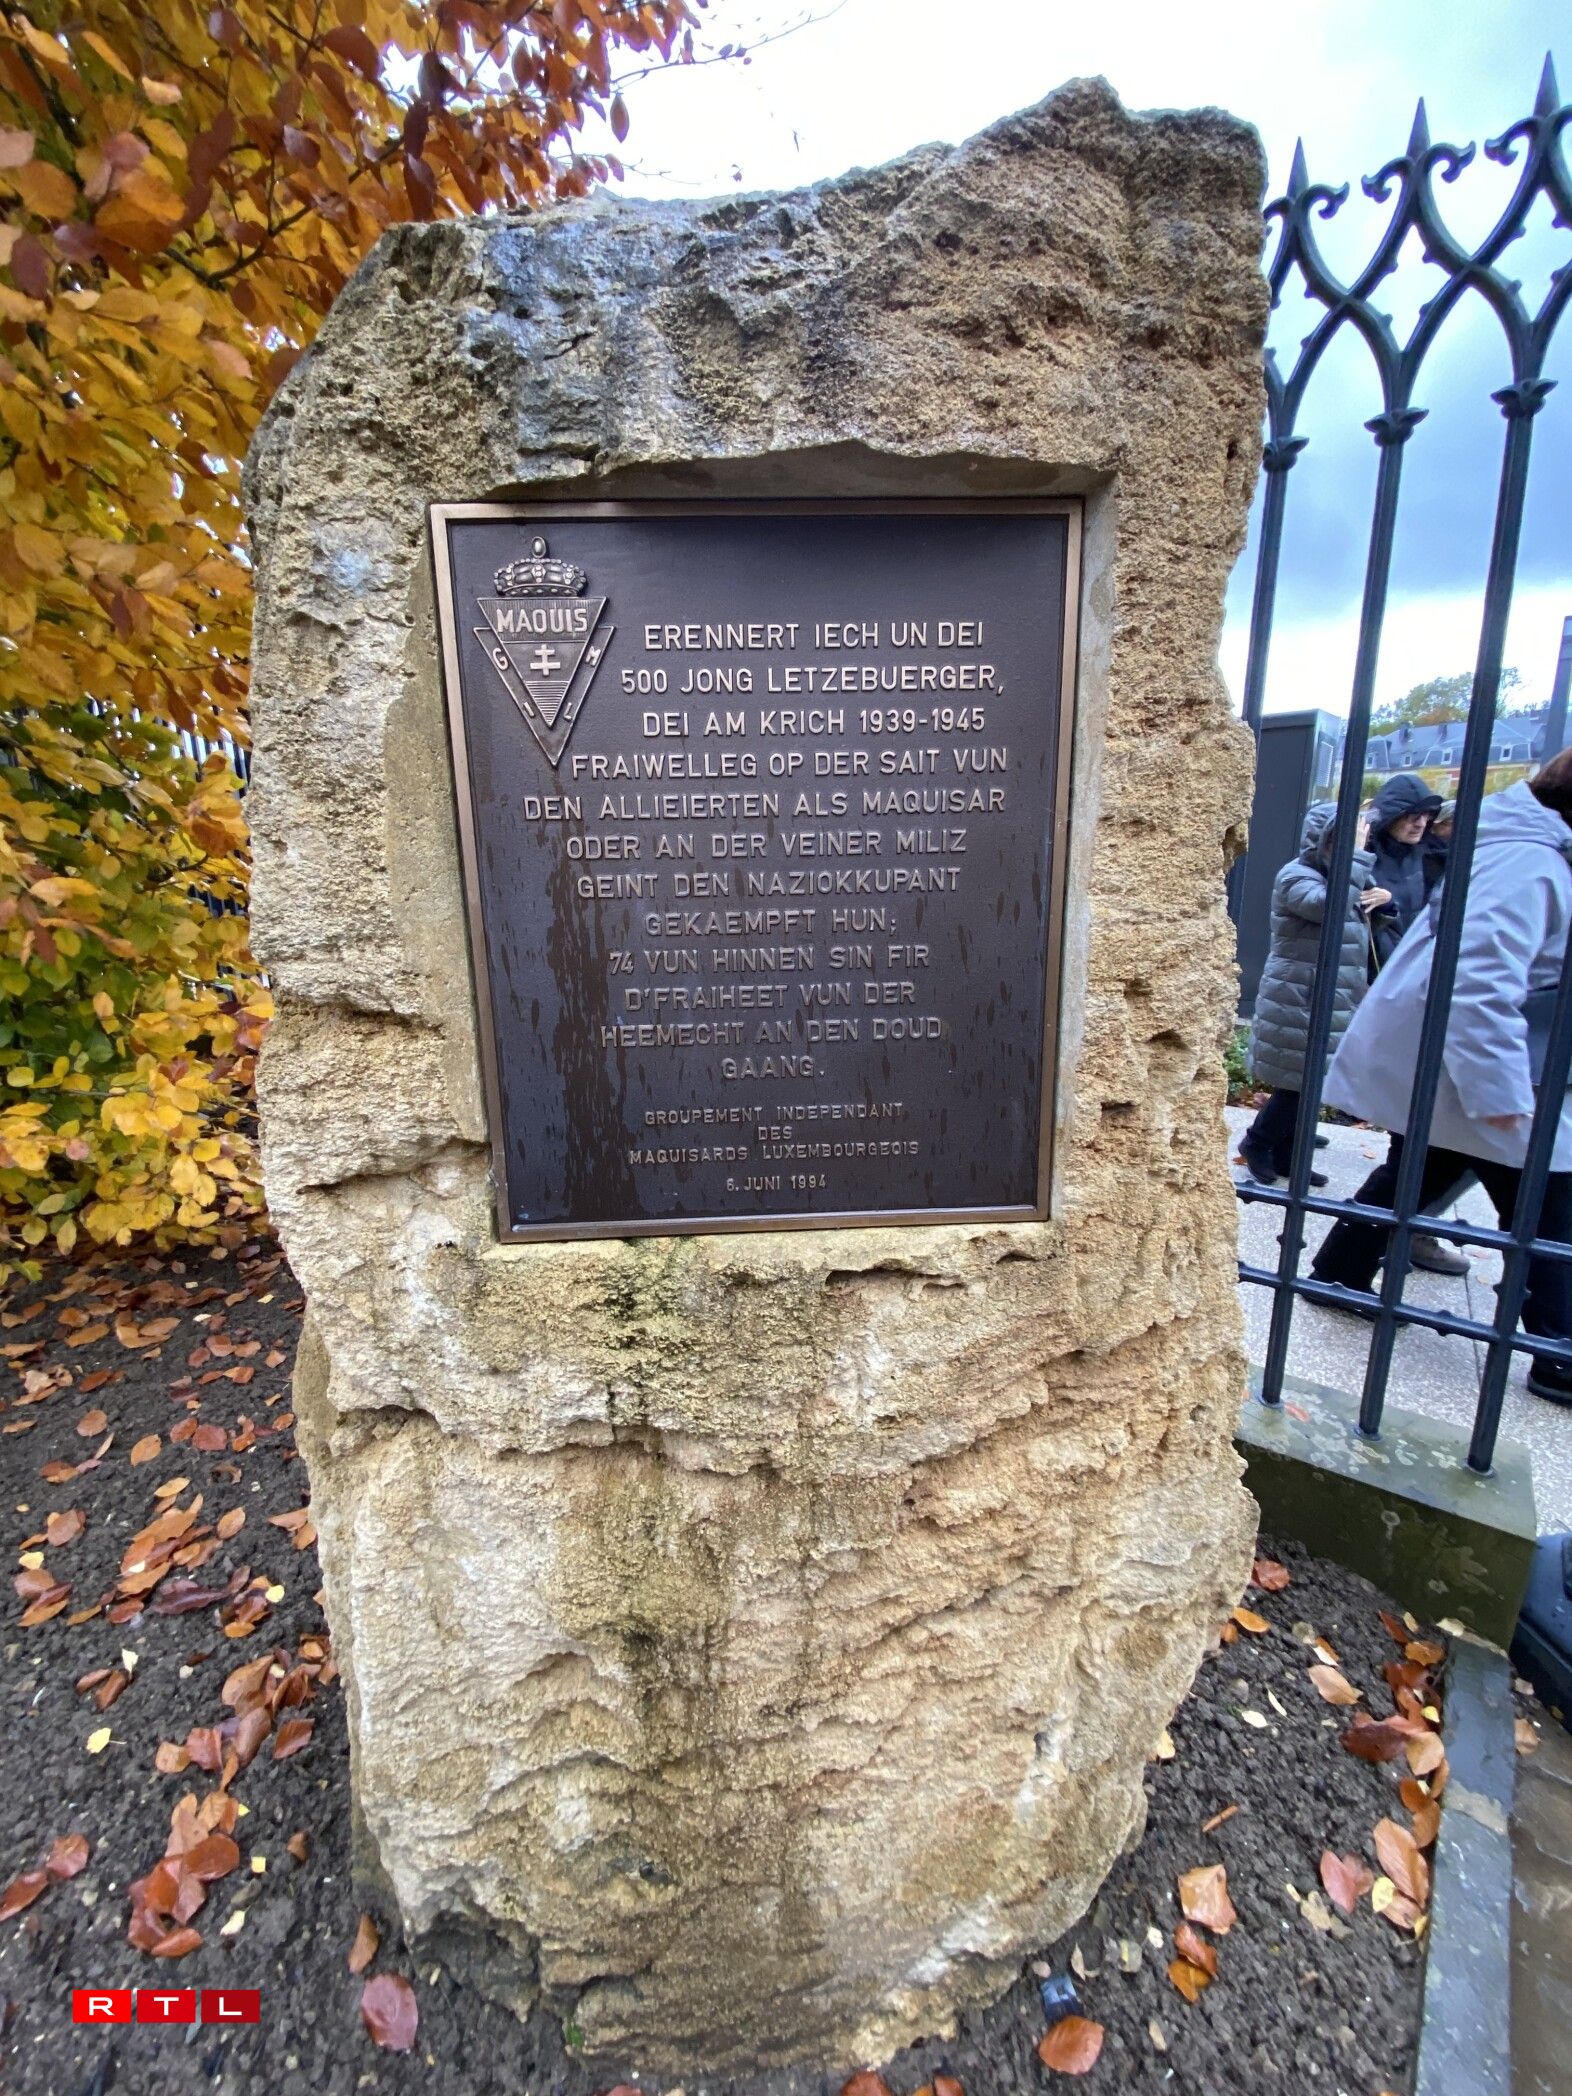 MAQUIS
G M
I L
ERENNERT IECH UN DEI
500 JONG LETZEBUERGER,
DEI AM KRICH 1939-1945
FRAIWELLEG OP DER SAIT VUN
DEN ALLIEIERTEN ALS MAQUISAR
ODER AN DER VEINER MILIZ
GEINT DEN NAZIOKKUPANT
GEKAEMPFT HUN;
74 VUN HINNEN SIN FIR
D'FRAIHEET VUN DER
HEEMECHT AN DEN DOUD
GAANG.
GROUPEMENT INDEPENDANT
DES
MAQUISARDS LUXEMBOURGEOIS
6. JUNI 1994
RTL